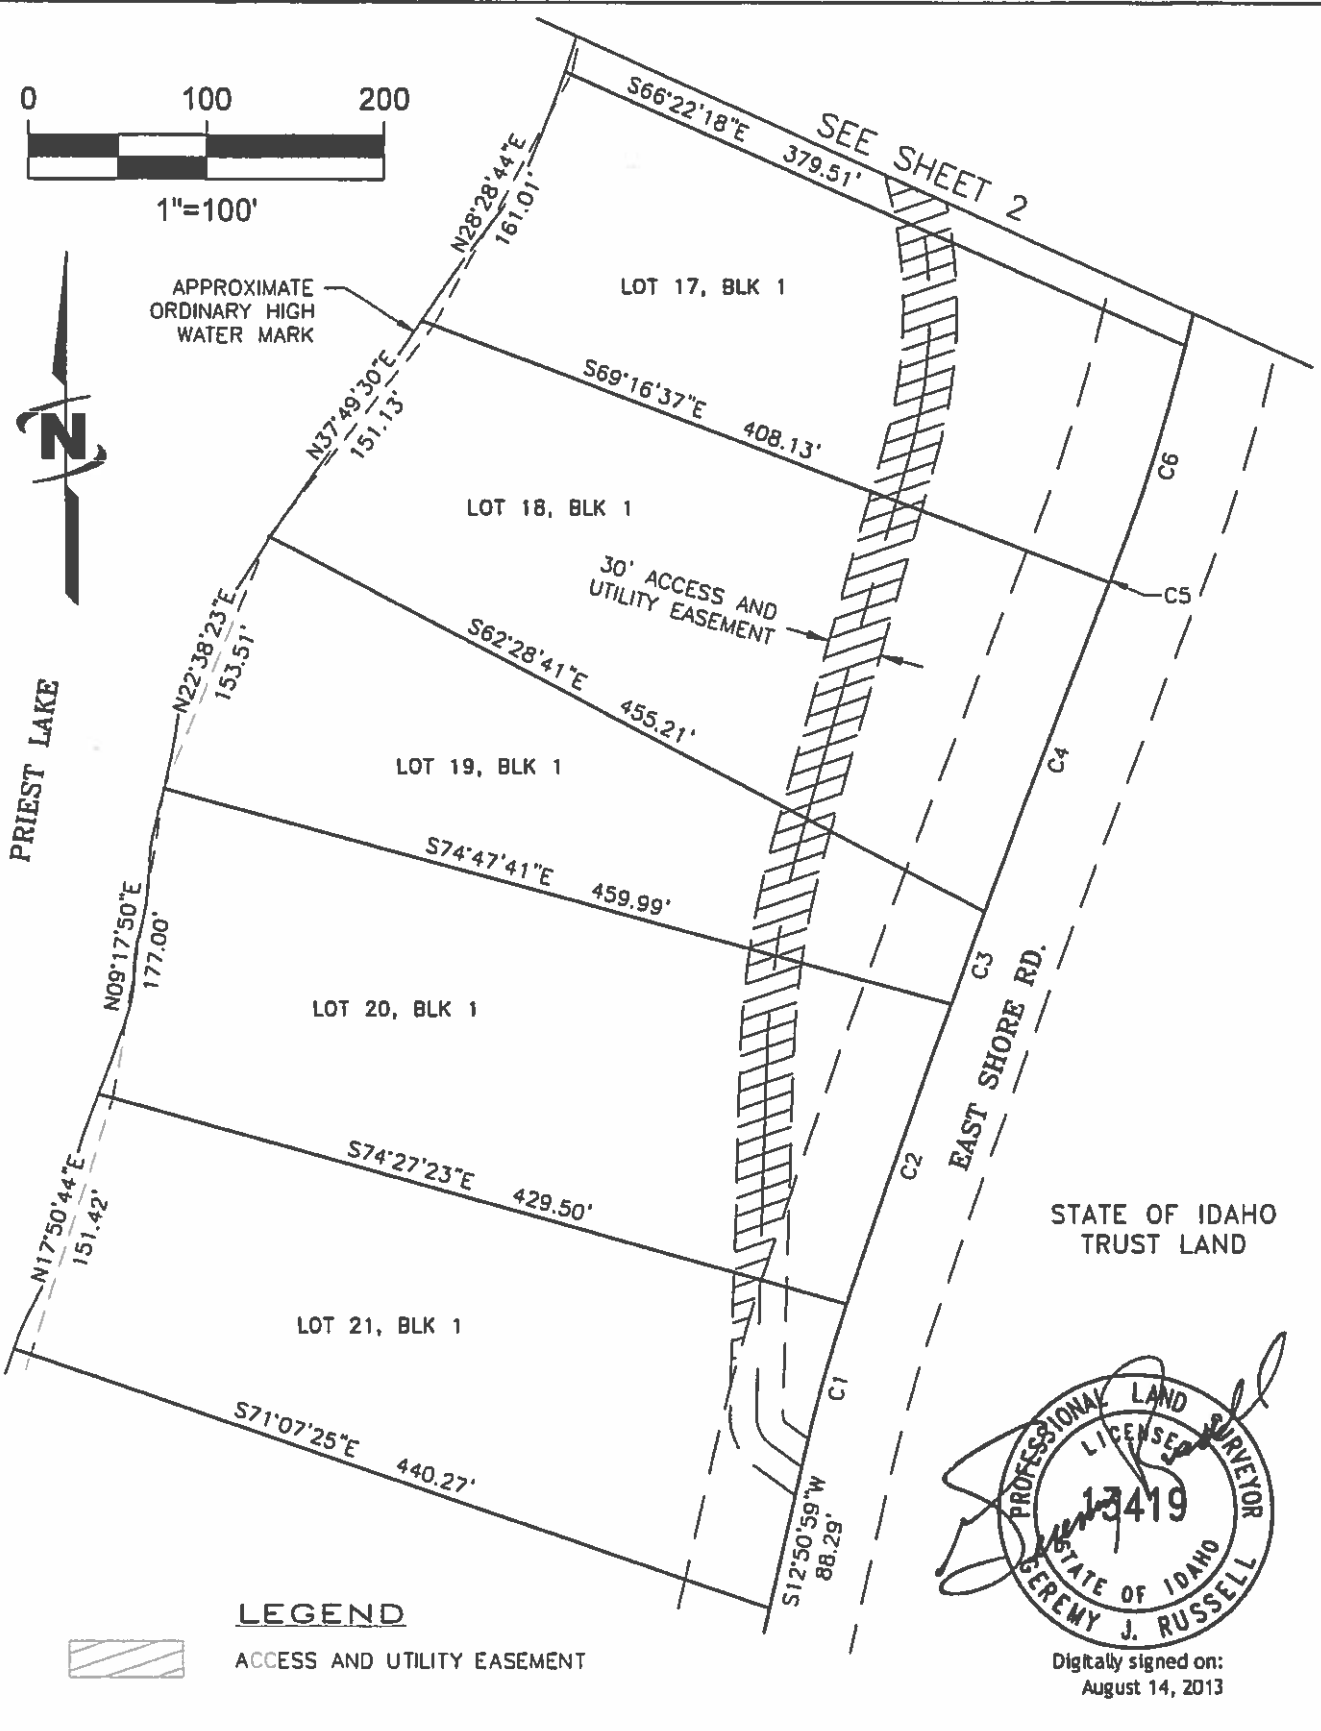 0 100 200
1"=100'
APPROXIMATE
ORDINARY HIGH
WATER MARK
N
PRIEST LAKE
SEE SHEET 2
S66°22'18"E 379.51'
N28°28'44"E
161.01'
LOT 17, BLK 1
N37°49'30"E
151.13'
S69°16'37"E 408.13'
C6
LOT 18, BLK 1
30' ACCESS AND
UTILITY EASEMENT
C5
N22°38'23"E
153.51'
S62°28'41"E 455.21'
C4
LOT 19, BLK 1
S74°47'41"E 459.99'
C3
N09°17'50"E
177.00'
LOT 20, BLK 1
EAST SHORE RD.
C2
S74°27'23"E 429.50'
N17°50'44"E
151.42'
STATE OF IDAHO
TRUST LAND
LOT 21, BLK 1
C1
S71°07'25"E 440.27'
S12°50'59"W
88.29'
PROFESSIONAL LAND SURVEYOR
LICENSED
13419
STATE OF IDAHO
GEREMY J. RUSSELL
Digitally signed on:
August 14, 2013
LEGEND
ACCESS AND UTILITY EASEMENT